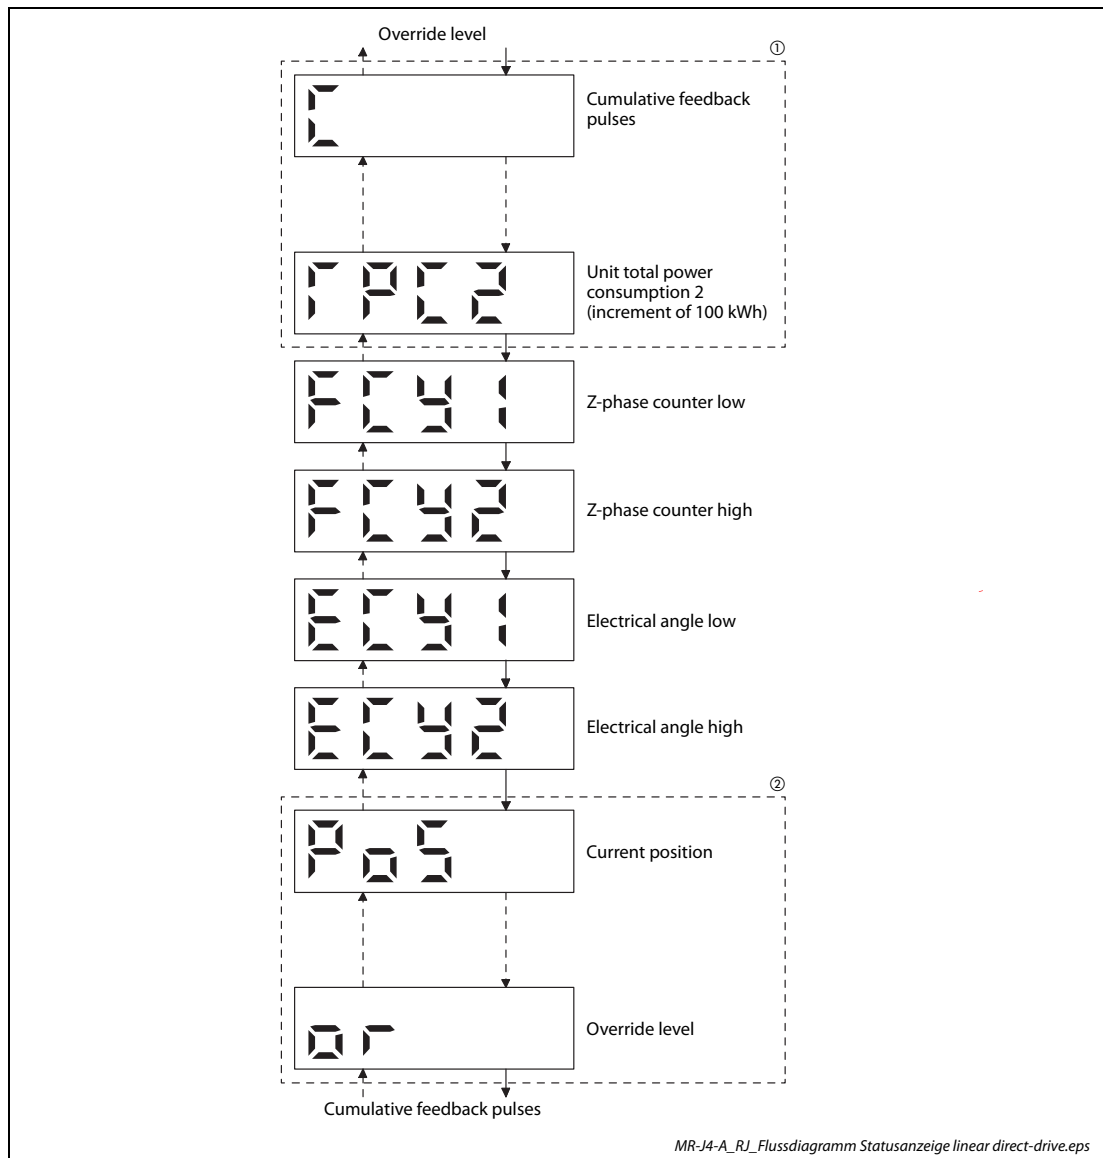 Override level
①
C
Cumulative feedback
pulses
TPC2
Unit total power
consumption 2
(increment of 100 kWh)
FCY1
Z-phase counter low
FCY2
Z-phase counter high
ECY1
Electrical angle low
ECY2
Electrical angle high
②
PoS
Current position
or
Override level
Cumulative feedback pulses
MR-J4-A_RJ_Flussdiagramm Statusanzeige linear direct-drive.eps